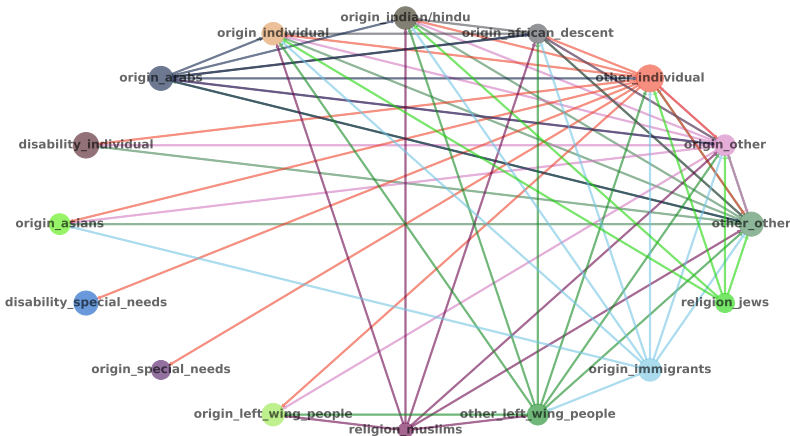 origin_indian/hindu
origin_individual
origin_african_descent
origin_arabs
other_individual
disability_individual
origin_other
origin_asians
other_other
disability_special_needs
religion_jews
origin_special_needs
origin_immigrants
origin_left_wing_people
other_left_wing_people
religion_muslims